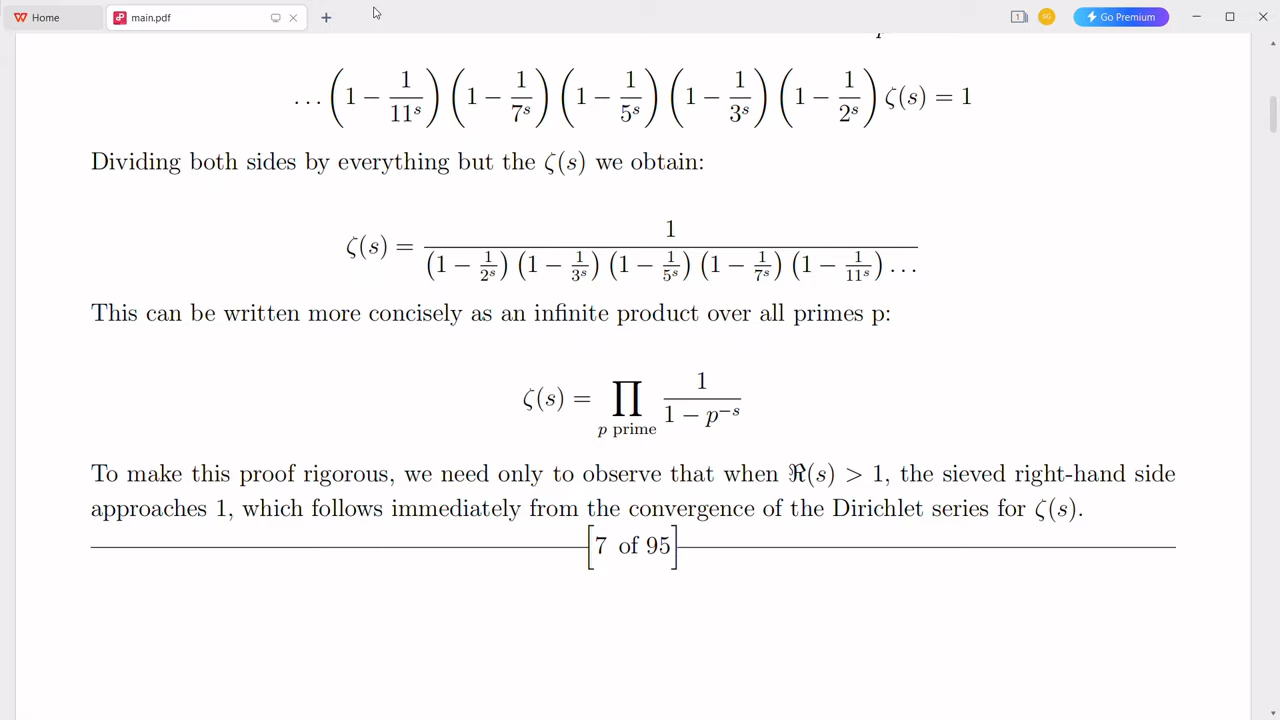 Home
main.pdf
1
SG
Go Premium
p
… (1 − 1/11^s) (1 − 1/7^s) (1 − 1/5^s) (1 − 1/3^s) (1 − 1/2^s) ζ(s) = 1
Dividing both sides by everything but the ζ(s) we obtain:
ζ(s) = 1 / ((1 − 1/2^s) (1 − 1/3^s) (1 − 1/5^s) (1 − 1/7^s) (1 − 1/11^s) …)
This can be written more concisely as an infinite product over all primes p:
ζ(s) = ∏_{p prime} 1/(1 − p^{−s})
To make this proof rigorous, we need only to observe that when ℜ(s) > 1, the sieved right-hand side
approaches 1, which follows immediately from the convergence of the Dirichlet series for ζ(s).
[7 of 95]